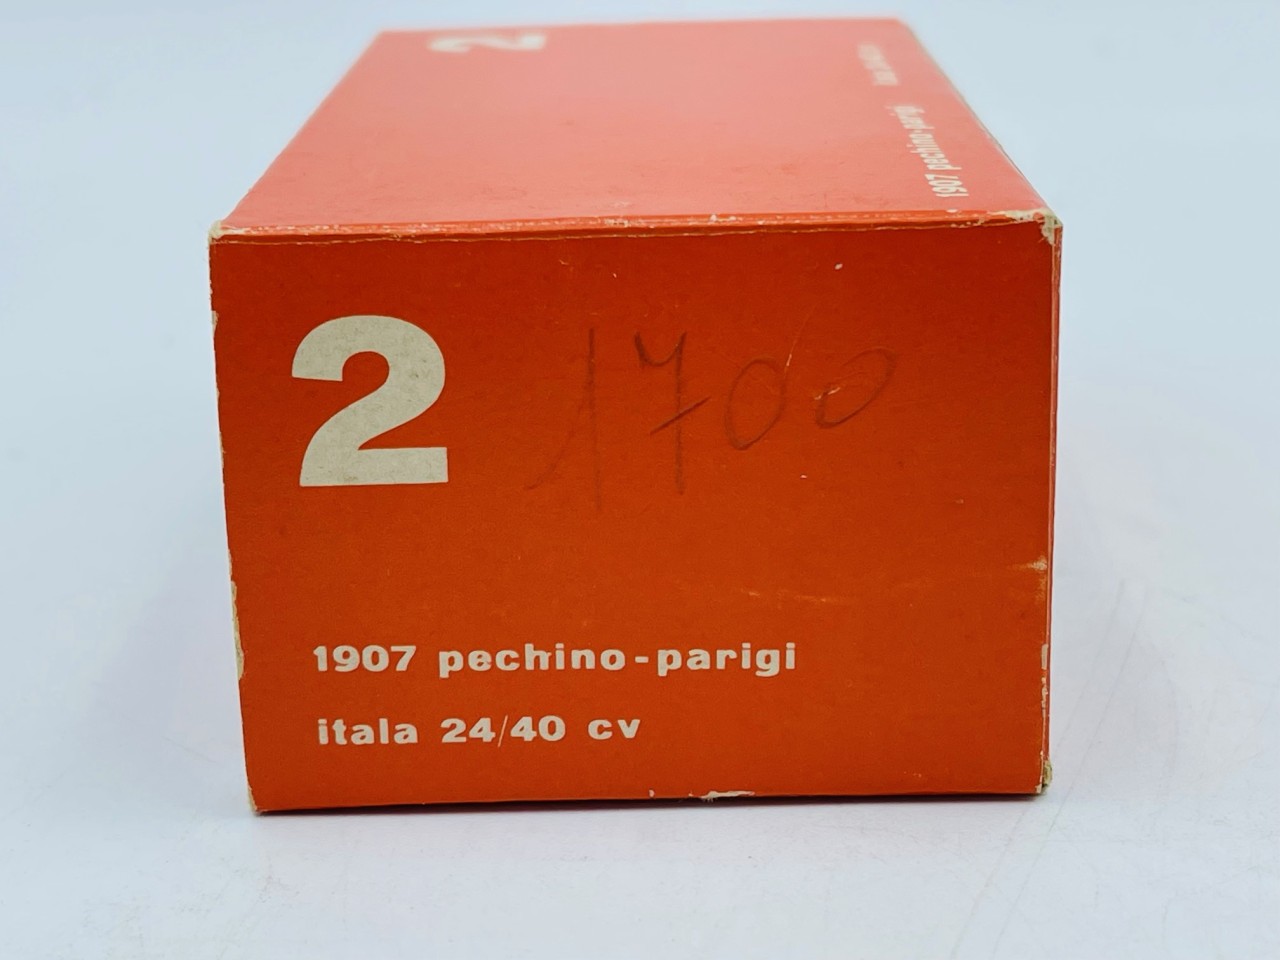 2
1907 pechino-parigi
2
1700
1907 pechino-parigi
itala 24/40 cv